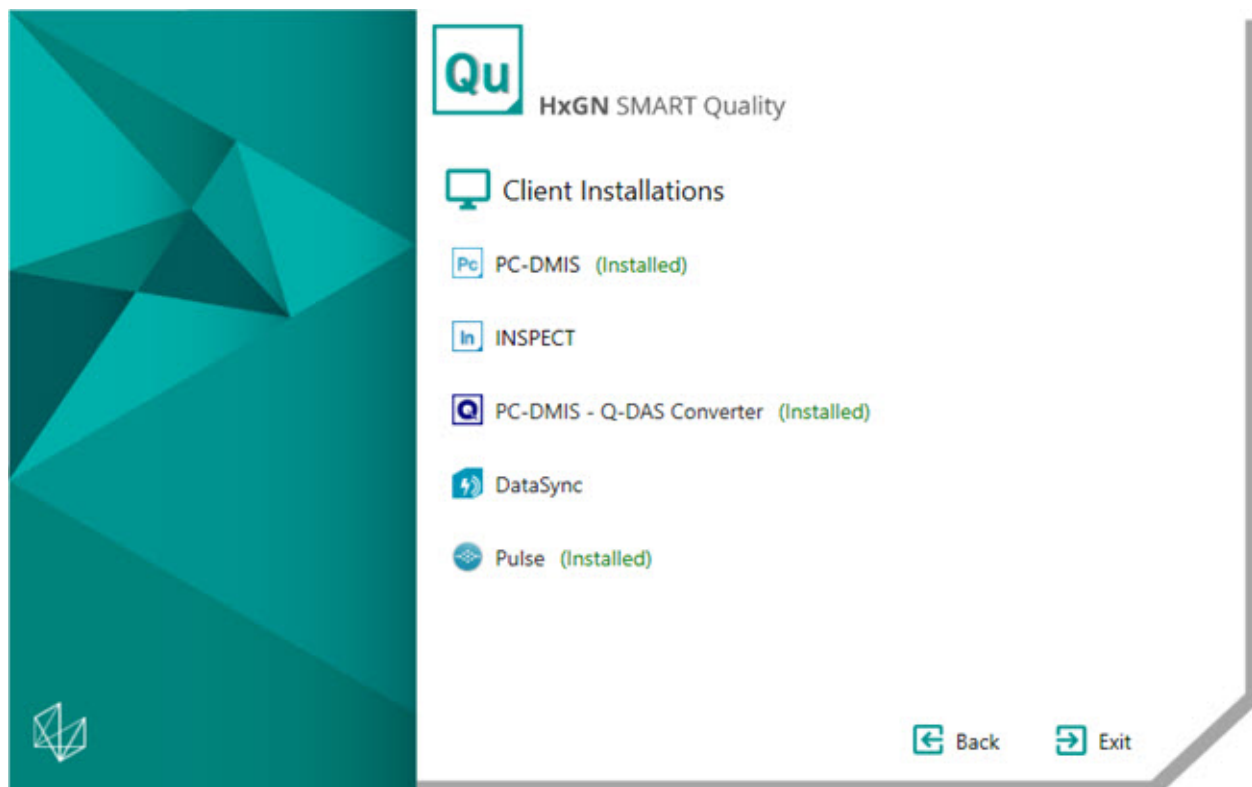 Qu
HxGN SMART Quality
Client Installations
Pc PC-DMIS (Installed)
In INSPECT
Q PC-DMIS - Q-DAS Converter (Installed)
DataSync
Pulse (Installed)
Back Exit